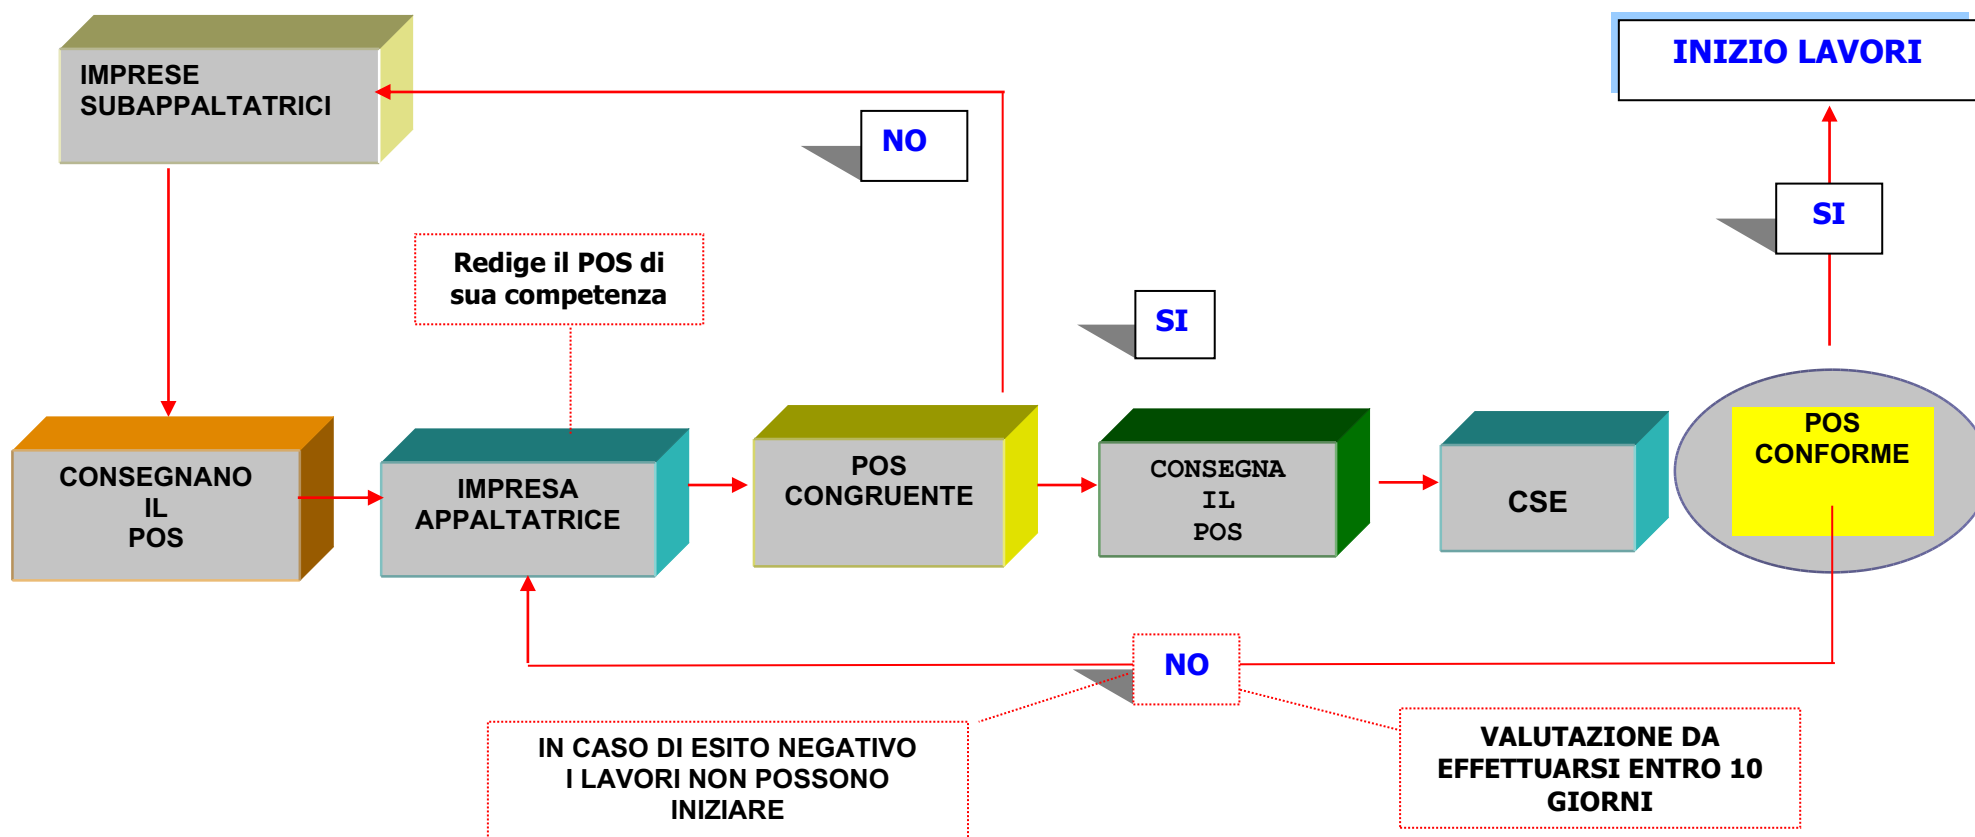 IMPRESE
SUBAPPALTATRICI
INIZIO LAVORI
NO
SI
Redige il POS di
sua competenza
SI
CONSEGNANO
IL
POS
IMPRESA
APPALTATRICE
POS
CONGRUENTE
CONSEGNA
IL
POS
CSE
POS
CONFORME
NO
IN CASO DI ESITO NEGATIVO
I LAVORI NON POSSONO
INIZIARE
VALUTAZIONE DA
EFFETTUARSI ENTRO 10
GIORNI